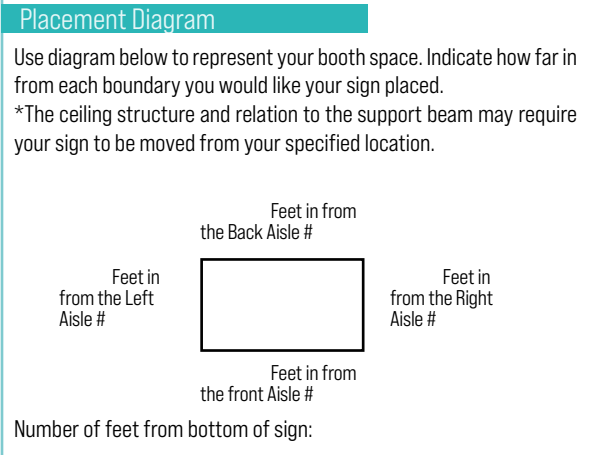 Placement Diagram
Use diagram below to represent your booth space. Indicate how far in
from each boundary you would like your sign placed.
*The ceiling structure and relation to the support beam may require
your sign to be moved from your specified location.
Feet in from
the Back Aisle #
Feet in
from the Left
Aisle #
Feet in
from the Right
Aisle #
Feet in from
the front Aisle #
Number of feet from bottom of sign: